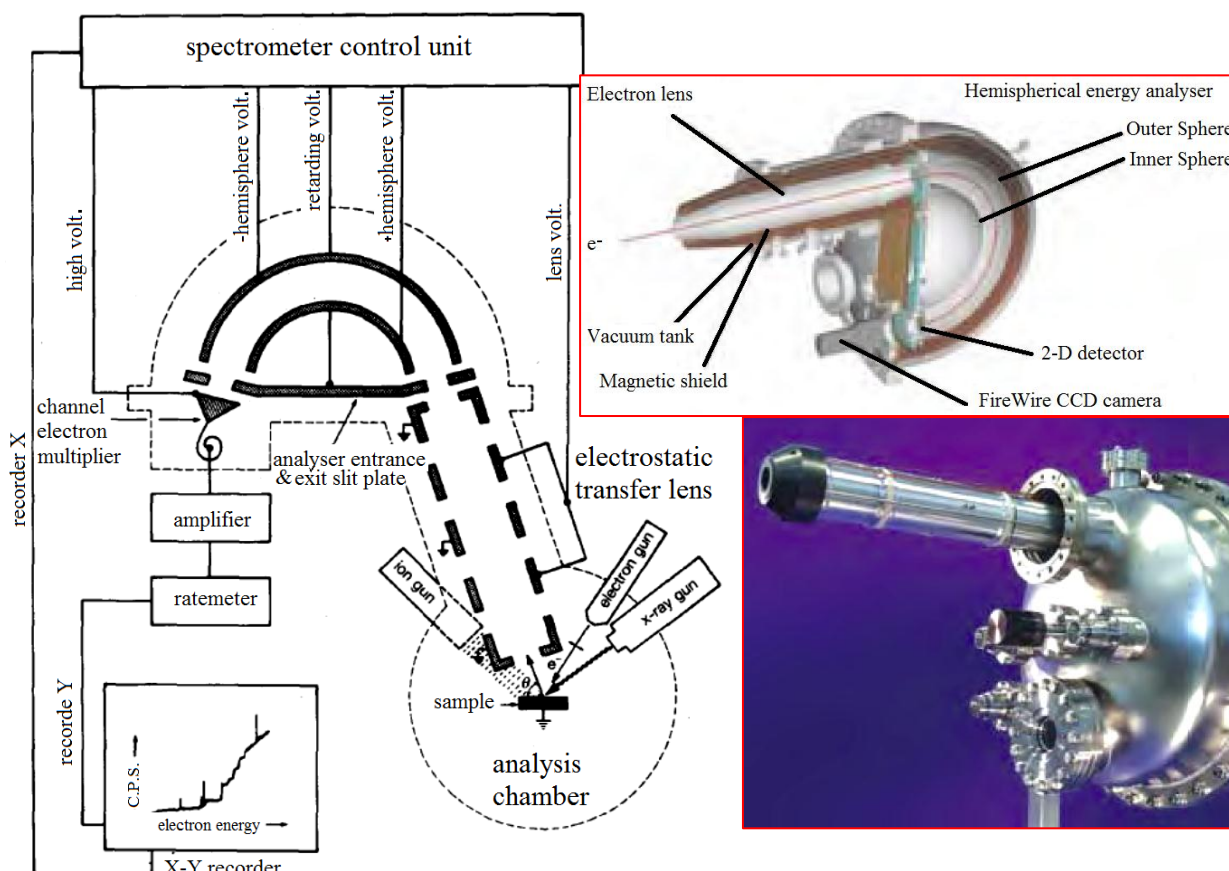 spectrometer control unit
high volt.
-hemisphere volt.
retarding volt.
+hemisphere volt.
lens volt.
Electron lens
Hemispherical energy analyser
Outer Sphere
Inner Sphere
e-
Vacuum tank
Magnetic shield
2-D detector
FireWire CCD camera
recorder X
channel
electron
multiplier
analyser entrance
& exit slit plate
electrostatic
transfer lens
amplifier
ratemeter
ion gun
electron gun
x-ray gun
e-
θ
sample
analysis
chamber
recorde Y
C.P.S.
electron energy
X-Y recorder